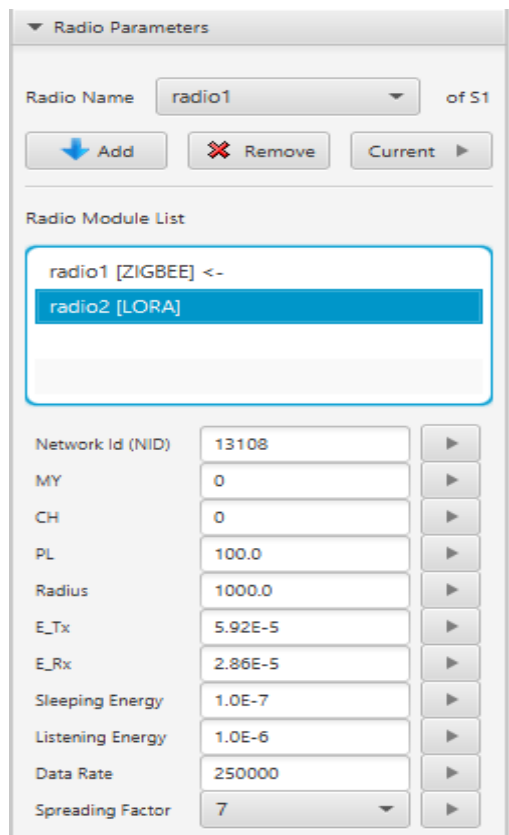 Radio Parameters
Radio Name radio1 of S1
Add Remove Current
Radio Module List
radio1 [ZIGBEE] <-
radio2 [LORA]
Network Id (NID) 13108
MY 0
CH 0
PL 100.0
Radius 1000.0
E_Tx 5.92E-5
E_Rx 2.86E-5
Sleeping Energy 1.0E-7
Listening Energy 1.0E-6
Data Rate 250000
Spreading Factor 7